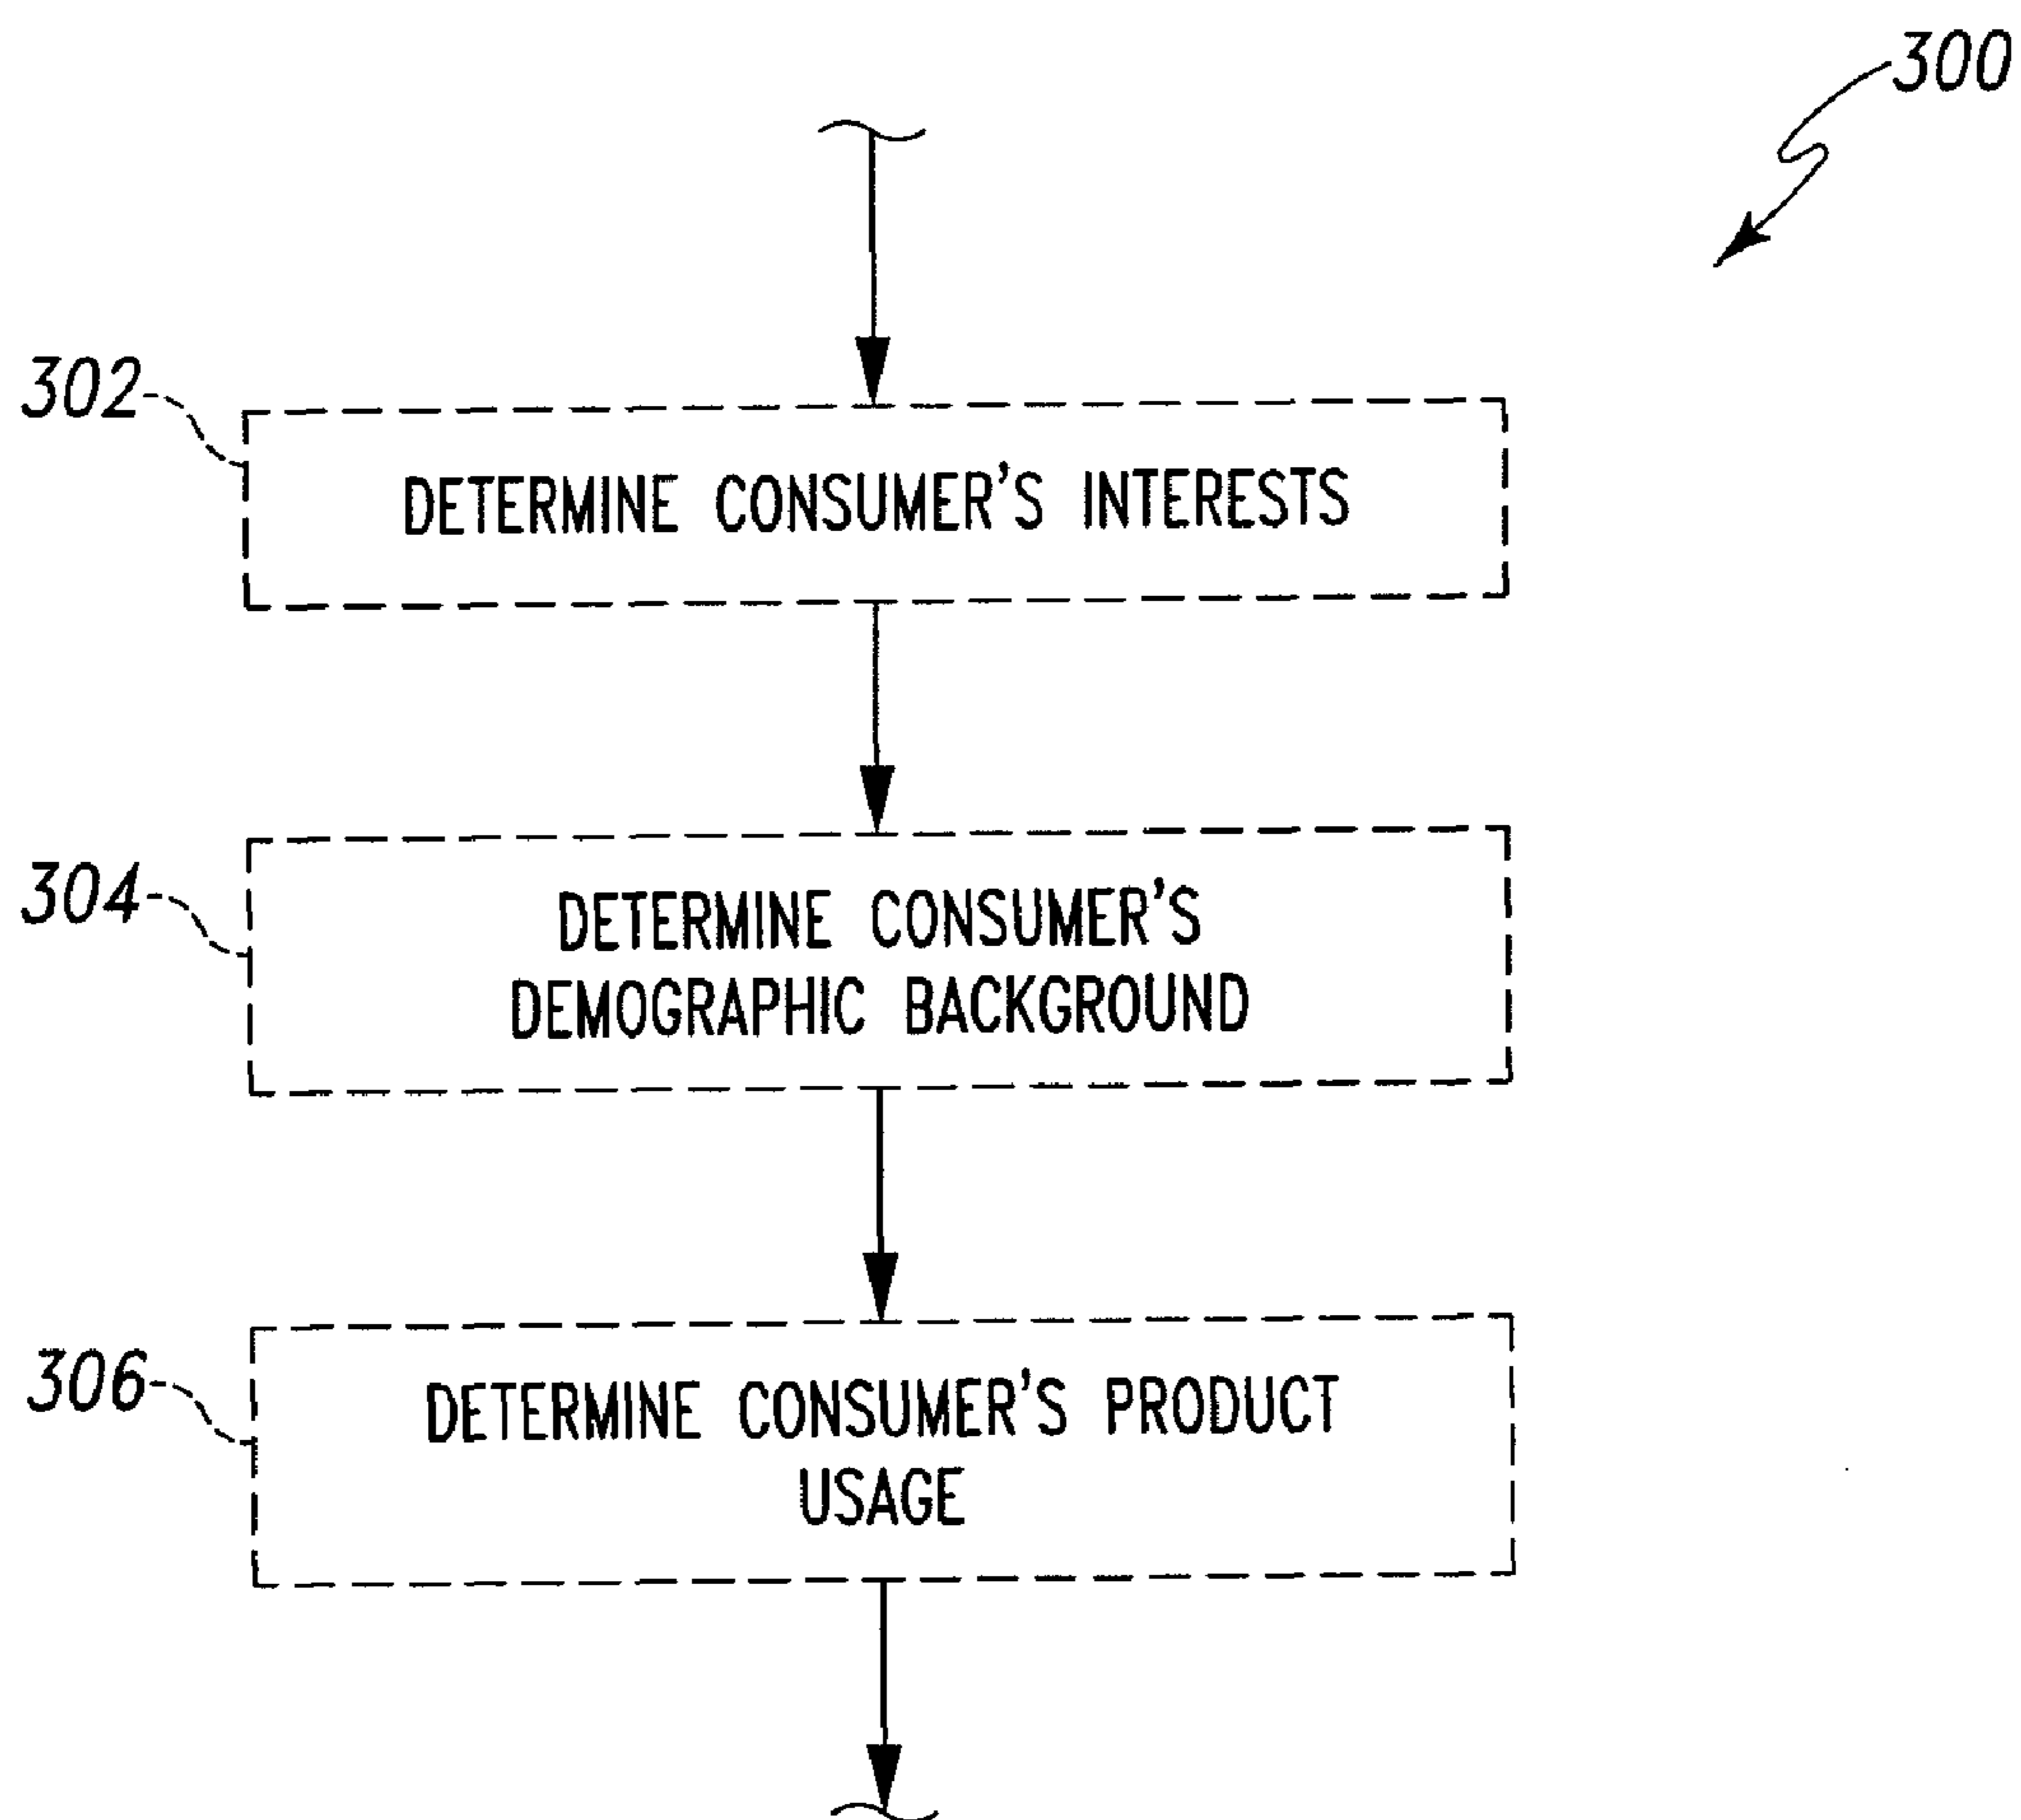 300
302
DETERMINE CONSUMER'S INTERESTS
304
DETERMINE CONSUMER'S
DEMOGRAPHIC BACKGROUND
306
DETERMINE CONSUMER'S PRODUCT
USAGE